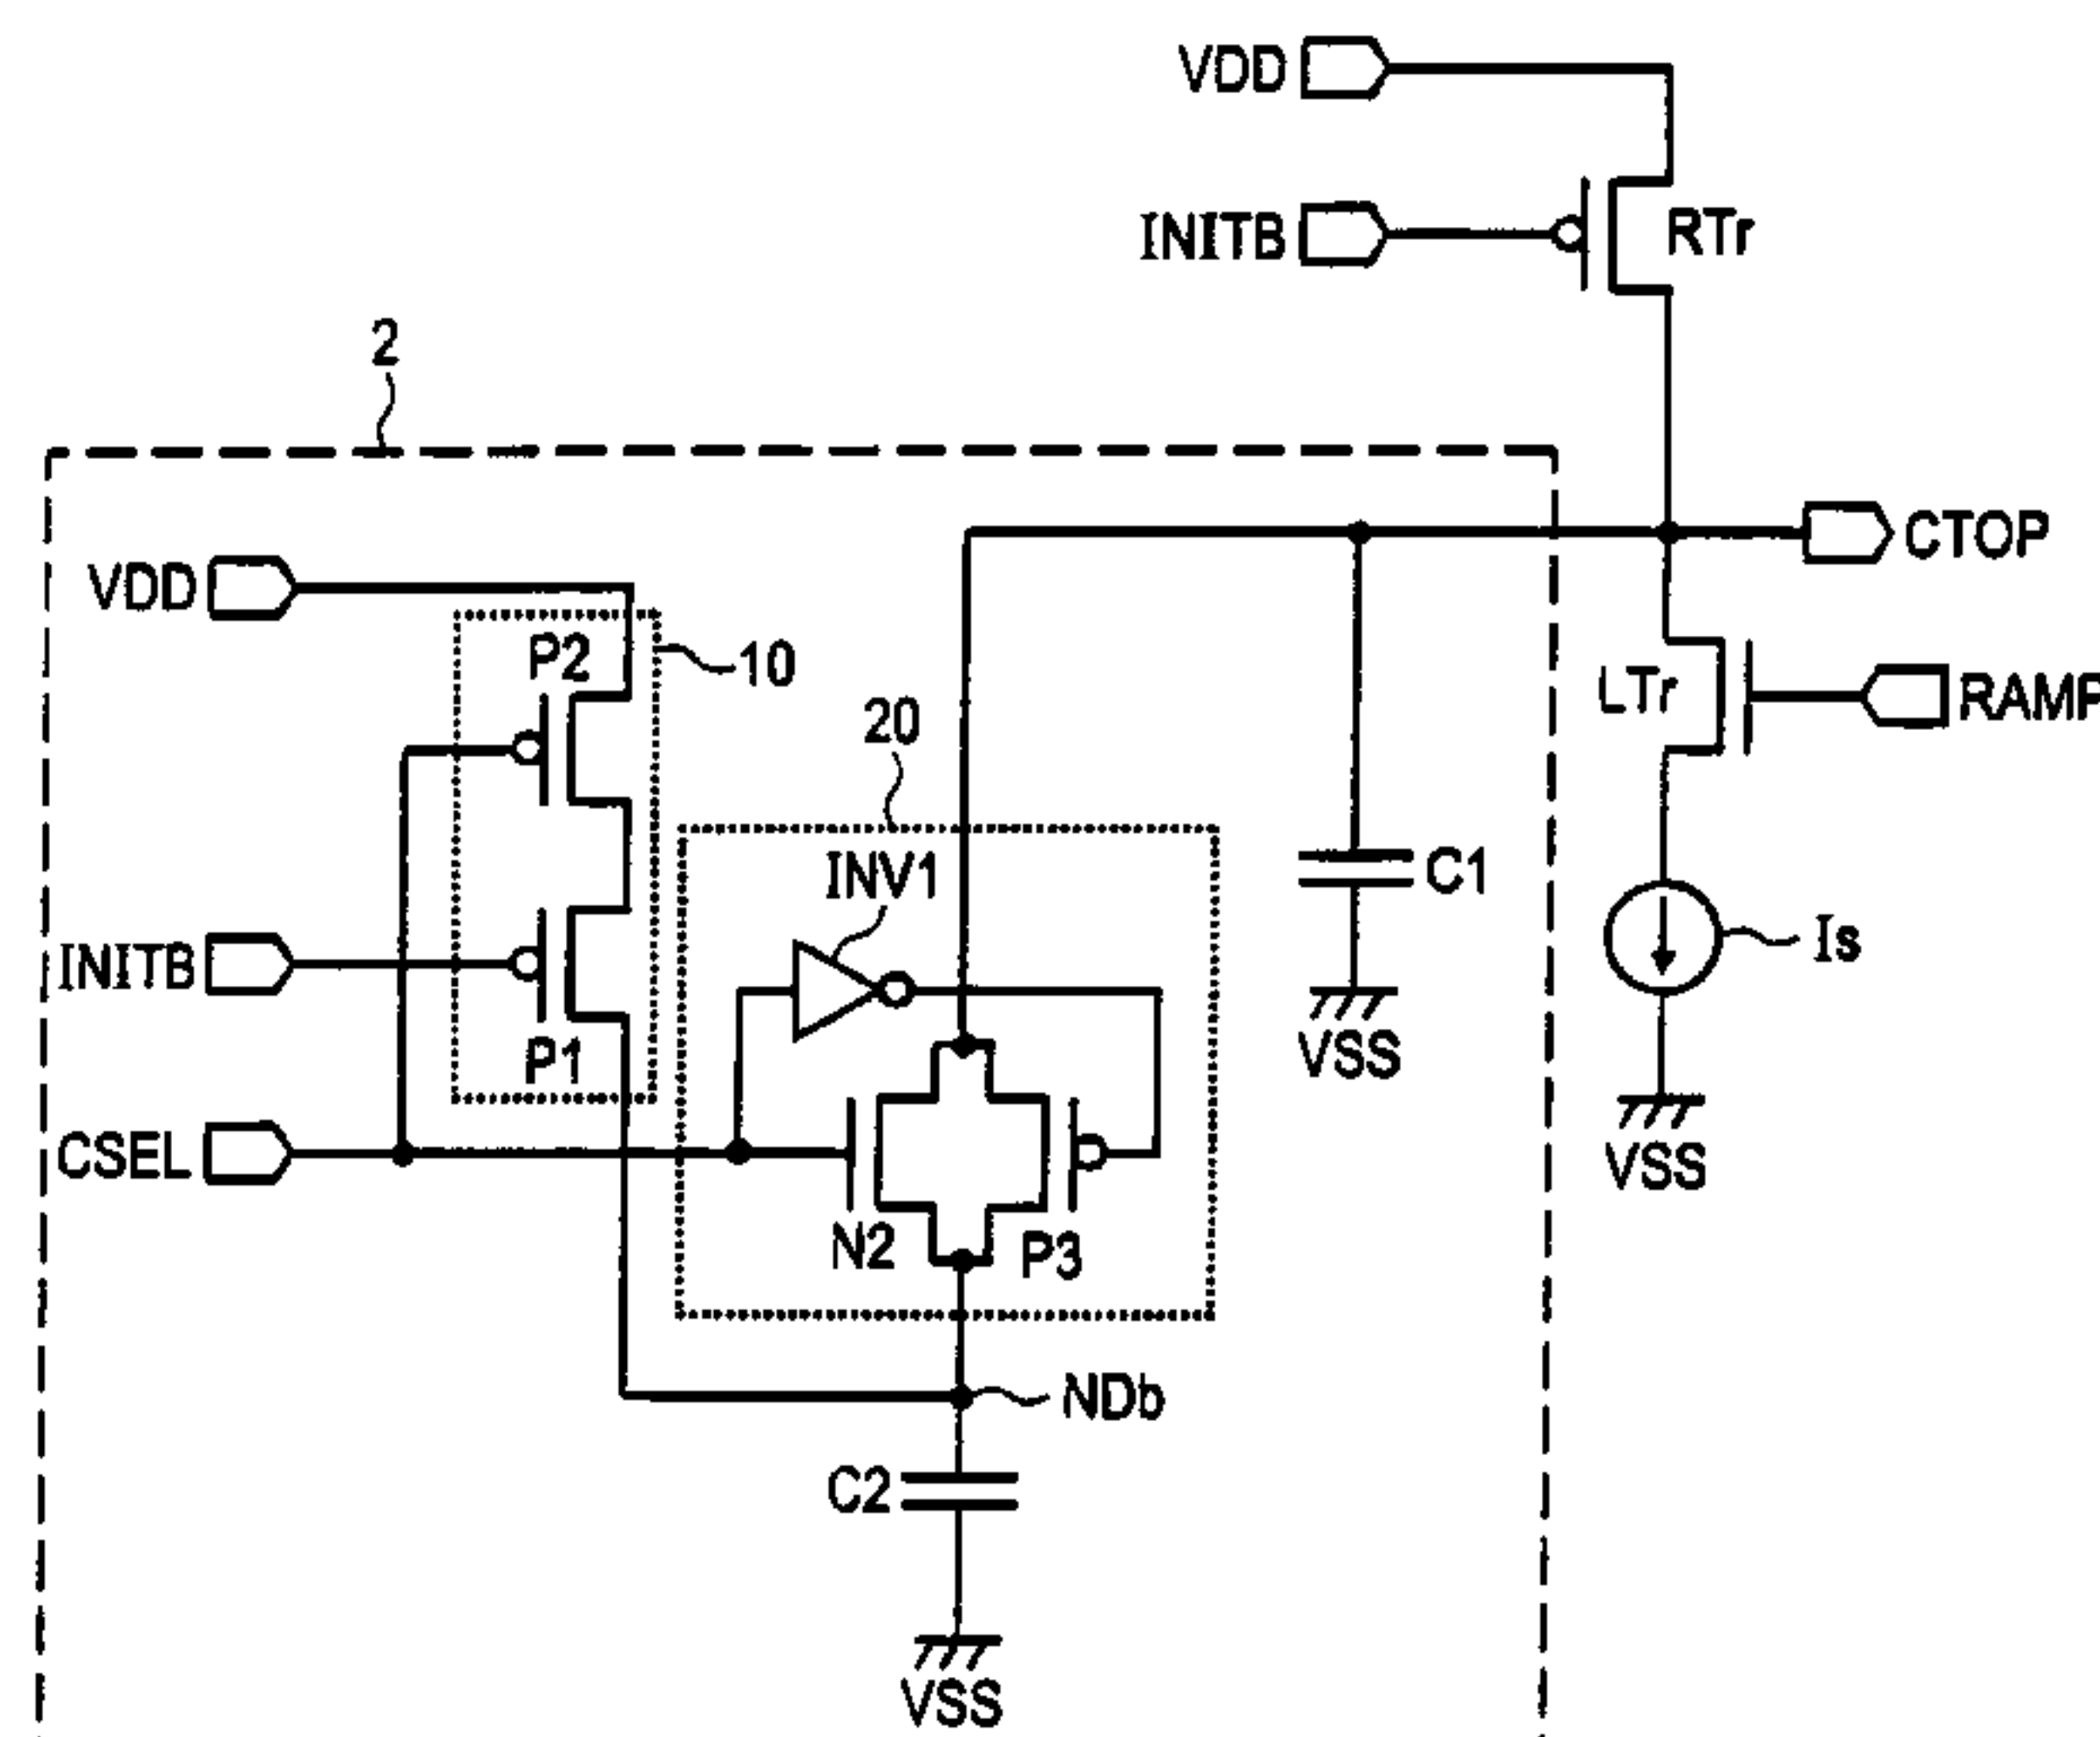 VDD
INITB
RTr
2
CTOP
VDD
P2
10
LTr
RAMP
20
INV1
C1
Is
INITB
P1
VSS
CSEL
VSS
N2
P3
NDb
C2
VSS